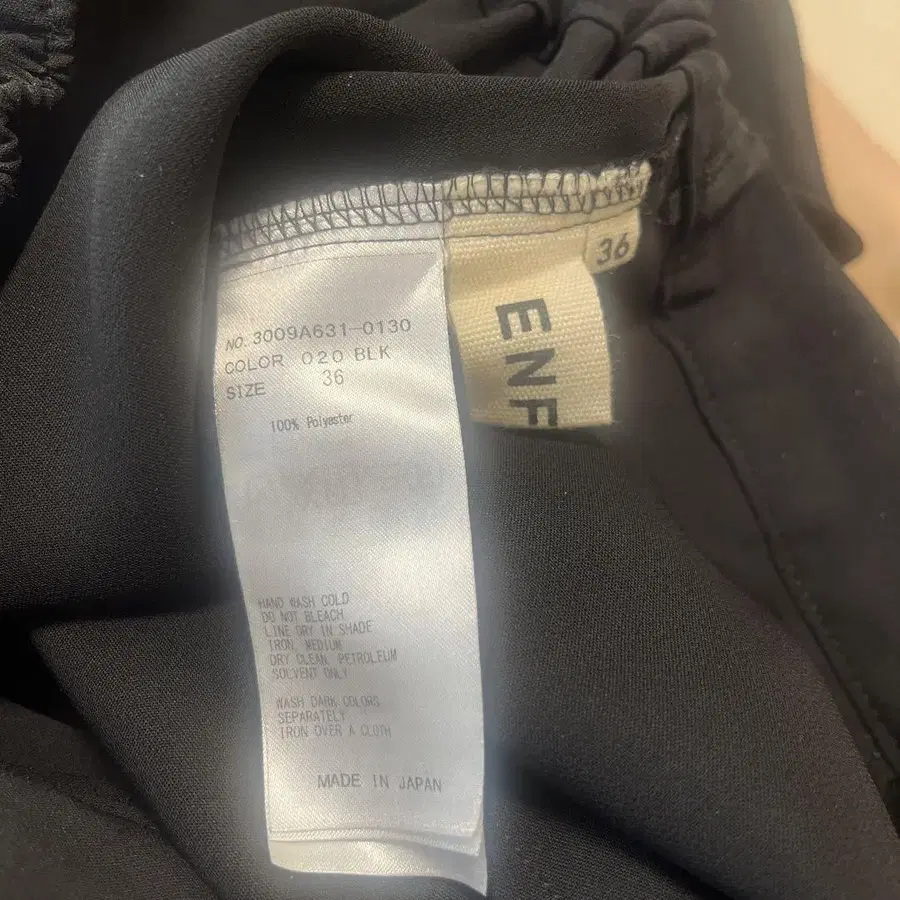 NO. 3009A631-0130
COLOR 020 BLK
SIZE 36
100% Polyester
HAND WASH COLD
DO NOT BLEACH
LINE DRY IN SHADE
IRON, MEDIUM
DRY CLEAN, PETROLEUM
SOLVENT ONLY
WASH DARK COLORS
SEPARATELY
IRON OVER A CLOTH
MADE IN JAPAN
36
ENF